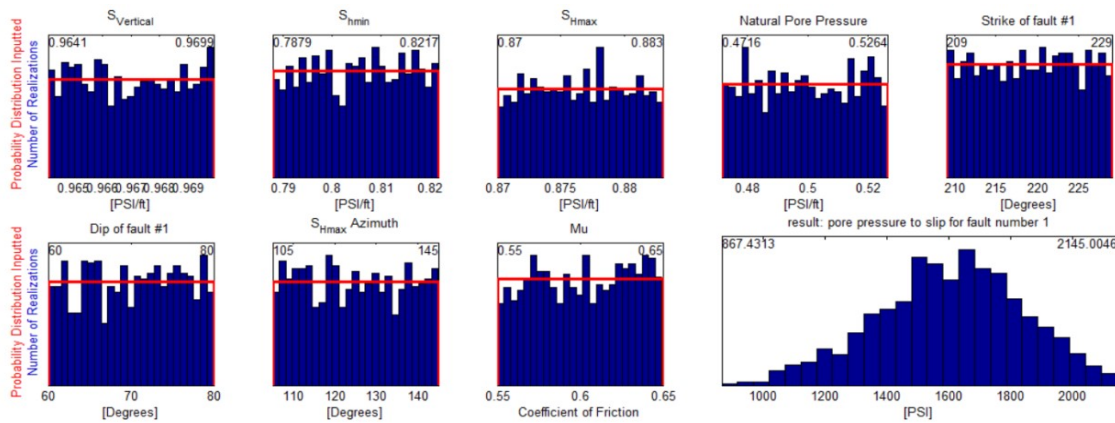 S_Vertical
S_hmin
S_Hmax
Natural Pore Pressure
Strike of fault #1
0.9641 0.9699
0.7879 0.8217
0.87 0.883
0.4716 0.5264
209 229
Probability Distribution Inputted
Number of Realizations
0.965 0.966 0.967 0.968 0.969
0.79 0.8 0.81 0.82
0.87 0.875 0.88
0.48 0.5 0.52
210 215 220 225
[PSI/ft]
[PSI/ft]
[PSI/ft]
[PSI/ft]
[Degrees]
Dip of fault #1
S_Hmax Azimuth
Mu
result: pore pressure to slip for fault number 1
60 80
105 145
0.55 0.65
867.4313 2145.0046
Probability Distribution Inputted
Number of Realizations
60 70 80
110 120 130 140
0.55 0.6 0.65
1000 1200 1400 1600 1800 2000
[Degrees]
[Degrees]
Coefficient of Friction
[PSI]